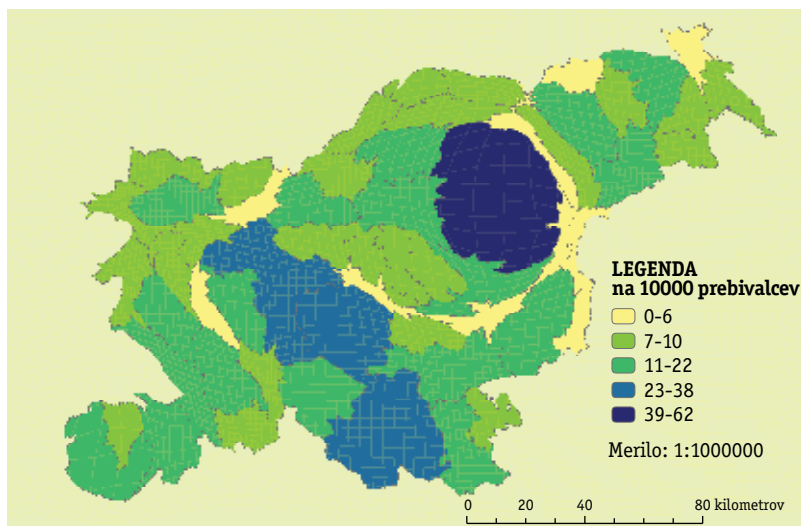 LEGENDA
na 10000 prebivalcev
0-6
7-10
11-22
23-38
39-62
Merilo: 1:1000000
0 20 40 80 kilometrov